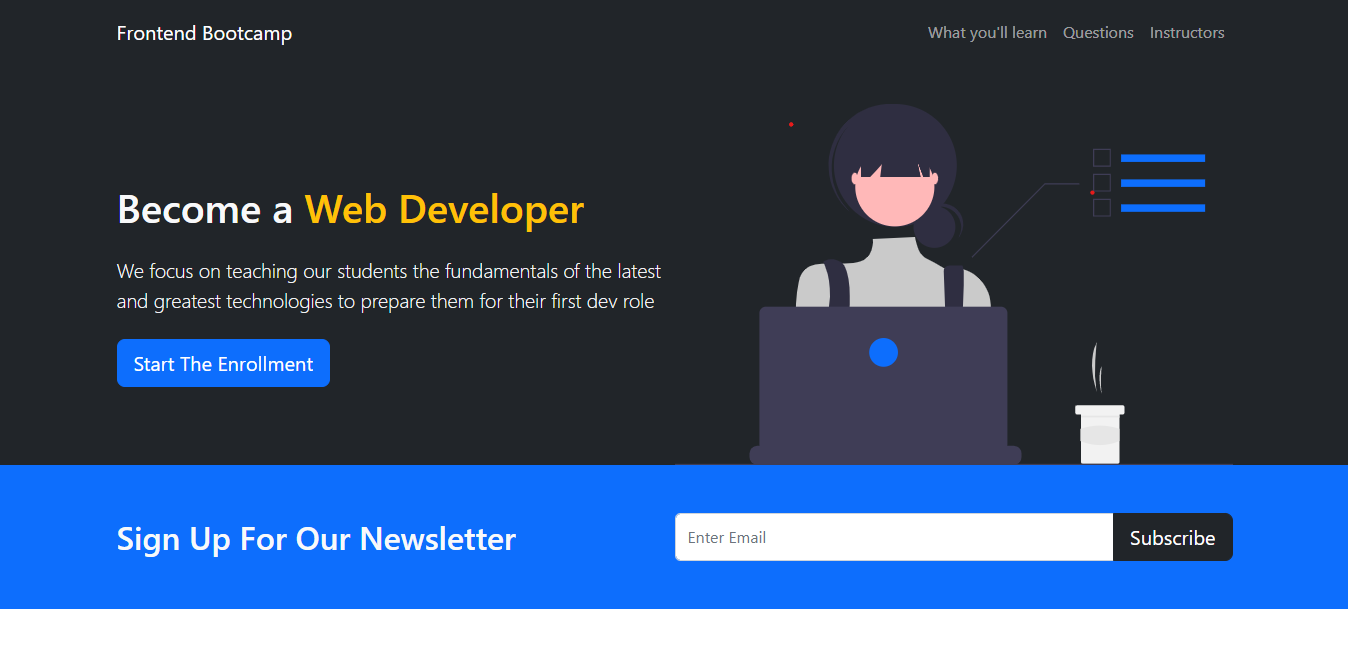 Frontend Bootcamp
What you'll learn Questions Instructors
Become a Web Developer
We focus on teaching our students the fundamentals of the latest
and greatest technologies to prepare them for their first dev role
Start The Enrollment
Sign Up For Our Newsletter
Enter Email
Subscribe